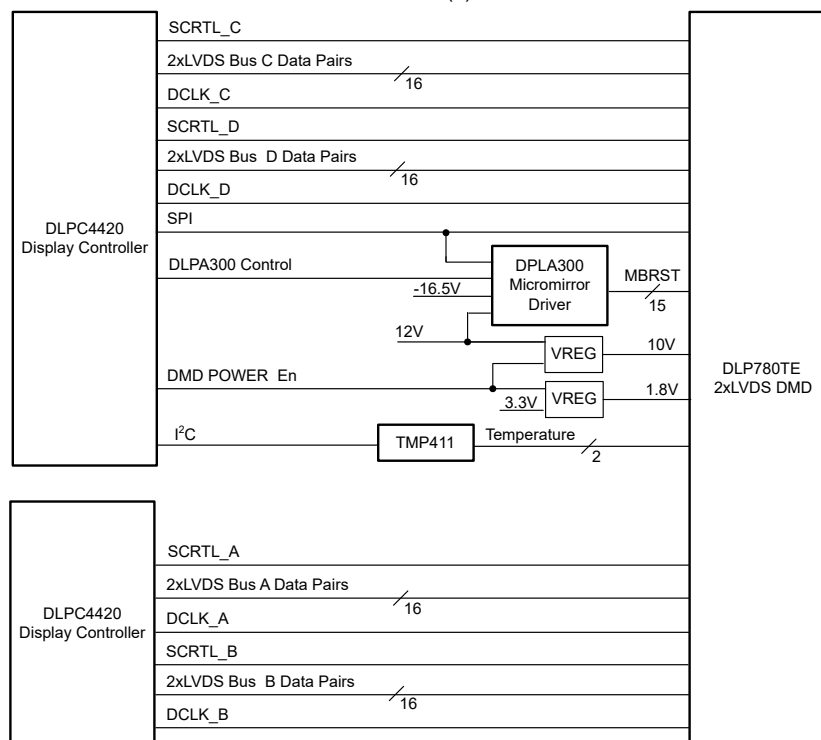 SCRTL_C
2xLVDS Bus C Data Pairs
16
DCLK_C
SCRTL_D
2xLVDS Bus D Data Pairs
16
DCLK_D
SPI
DLPC4420
Display Controller
DLPA300 Control
-16.5V
DPLA300
Micromirror
Driver
MBRST
15
12V
VREG
10V
DMD POWER En
3.3V
VREG
1.8V
DLP780TE
2xLVDS DMD
I²C
TMP411
Temperature
2
SCRTL_A
2xLVDS Bus A Data Pairs
16
DCLK_A
DLPC4420
Display Controller
SCRTL_B
2xLVDS Bus B Data Pairs
16
DCLK_B